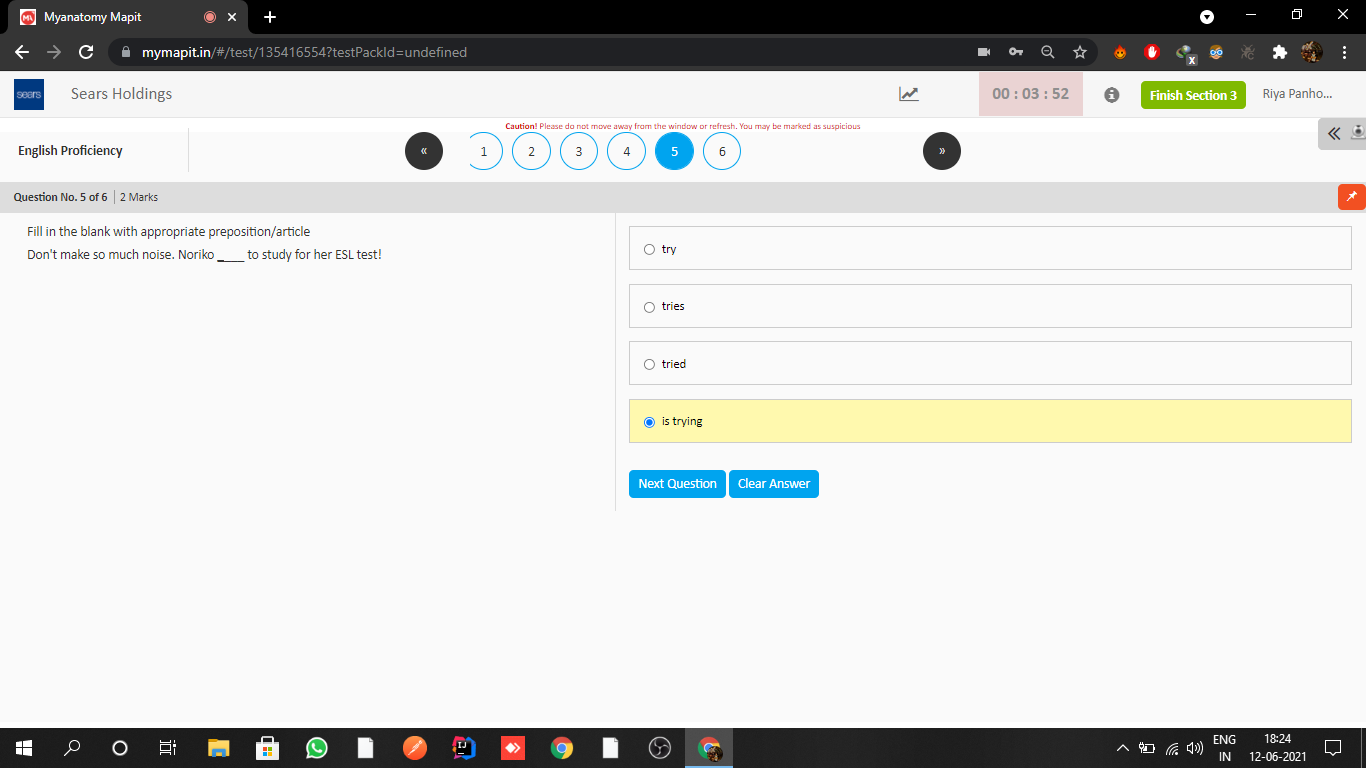 Myanatomy Mapit
mymapit.in/#/test/135416554?testPackId=undefined
sears
Sears Holdings
00 : 03 : 52
Finish Section 3
Riya Panho...
Caution! Please do not move away from the window or refresh, You may be marked as suspicious
English Proficiency
«
1
2
3
4
5
6
»
Question No. 5 of 6
2 Marks
Fill in the blank with appropriate preposition/article
Don't make so much noise. Noriko ____ to study for her ESL test!
try
tries
tried
is trying
Next Question
Clear Answer
ENG
IN
18:24
12-06-2021